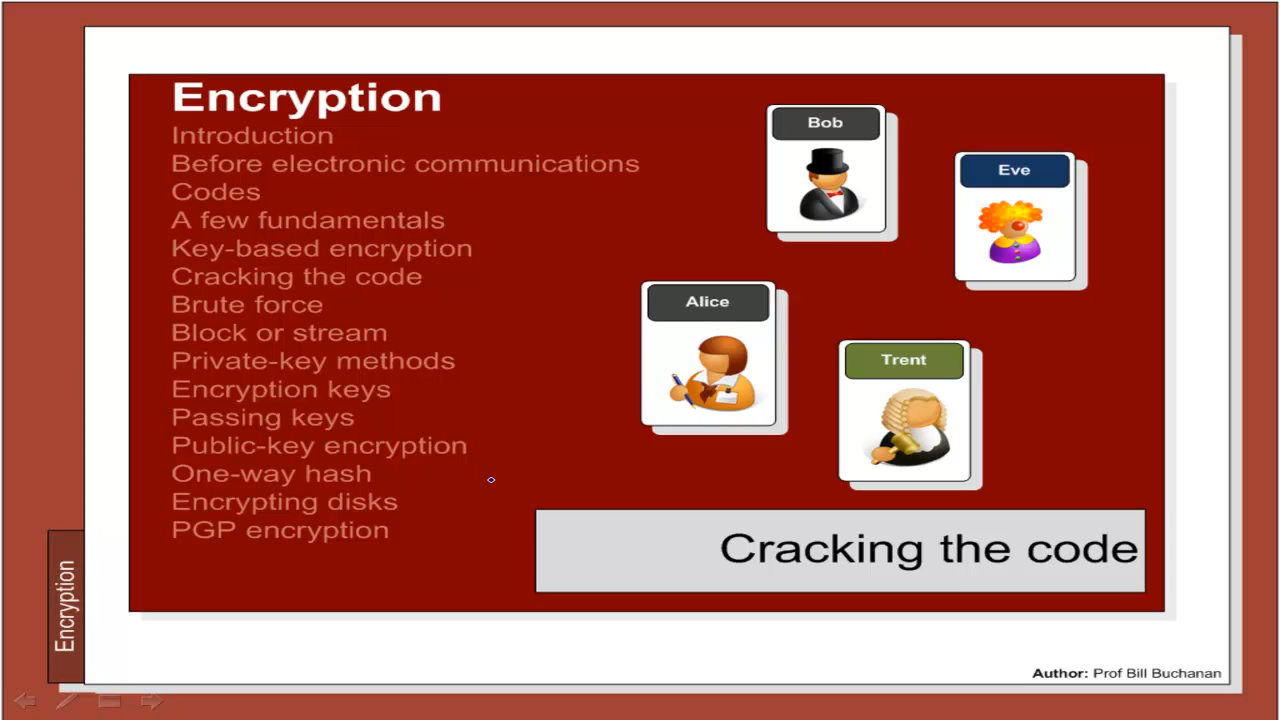 Encryption
Introduction
Before electronic communications
Codes
A few fundamentals
Key-based encryption
Cracking the code
Brute force
Block or stream
Private-key methods
Encryption keys
Passing keys
Public-key encryption
One-way hash
Encrypting disks
PGP encryption
Bob
Eve
Alice
Trent
Cracking the code
Encryption
Author: Prof Bill Buchanan